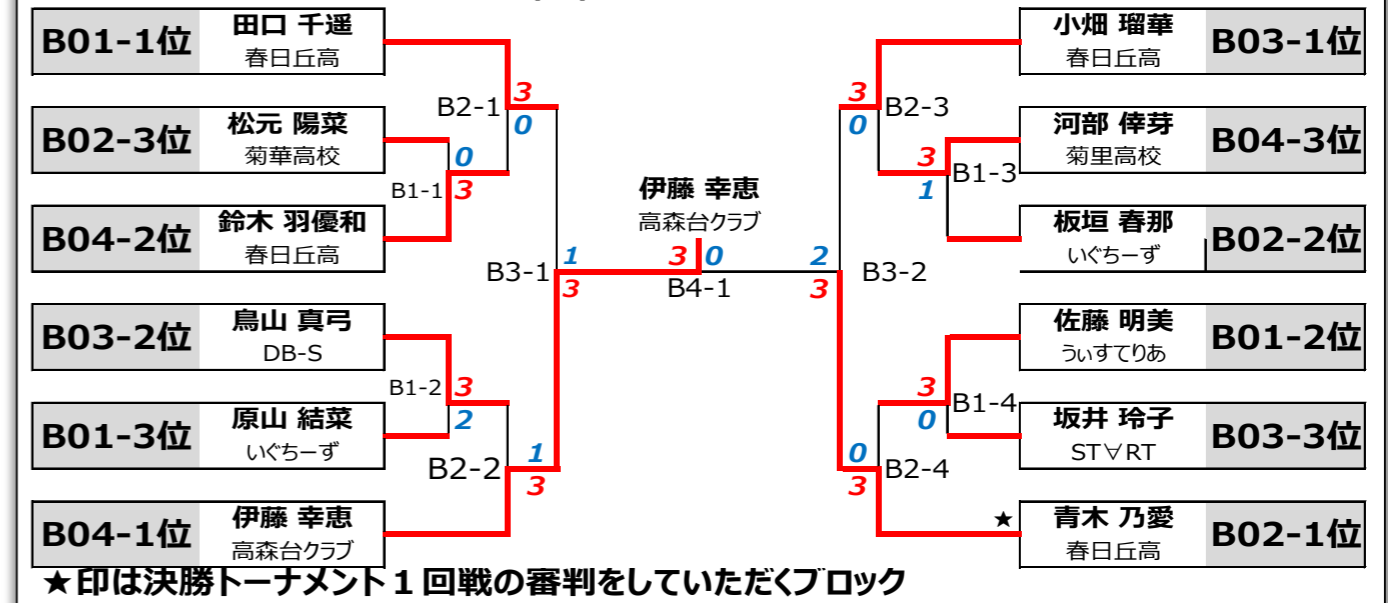 B01-1位
田口 千遥
春日丘高
B02-3位
松元 陽菜
菊華高校
B04-2位
鈴木 羽優和
春日丘高
B03-2位
鳥山 真弓
DB-S
B01-3位
原山 結菜
いぐちーず
B04-1位
伊藤 幸恵
高森台クラブ
B2-1
3
0
B1-1
0
3
B3-1
1
3
B1-2
3
2
B2-2
1
3
伊藤 幸恵
高森台クラブ
3 0
B4-1
3
0
B2-3
3
1
B1-3
2
3
B3-2
3
0
B1-4
0
3
B2-4
小畑 瑠華
春日丘高
B03-1位
河部 倖芽
菊里高校
B04-3位
板垣 春那
いぐちーず
B02-2位
佐藤 明美
うぃすてりあ
B01-2位
坂井 玲子
ST∀RT
B03-3位
★
青木 乃愛
春日丘高
B02-1位
★印は決勝トーナメント１回戦の審判をしていただくブロック